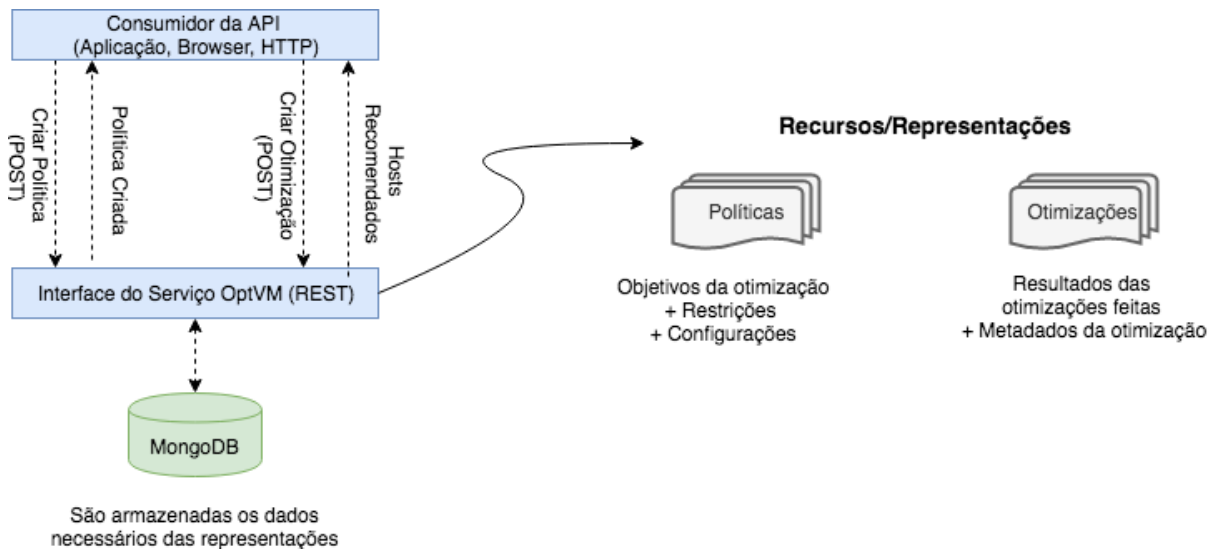 Consumidor da API
(Aplicação, Browser, HTTP)
Criar Política
(POST)
Política Criada
Criar Otimização
(POST)
Hosts
Recomendados
Interface do Serviço OptVM (REST)
MongoDB
São armazenadas os dados
necessários das representações
Recursos/Representações
Políticas
Objetivos da otimização
+ Restrições
+ Configurações
Otimizações
Resultados das
otimizações feitas
+ Metadados da otimização